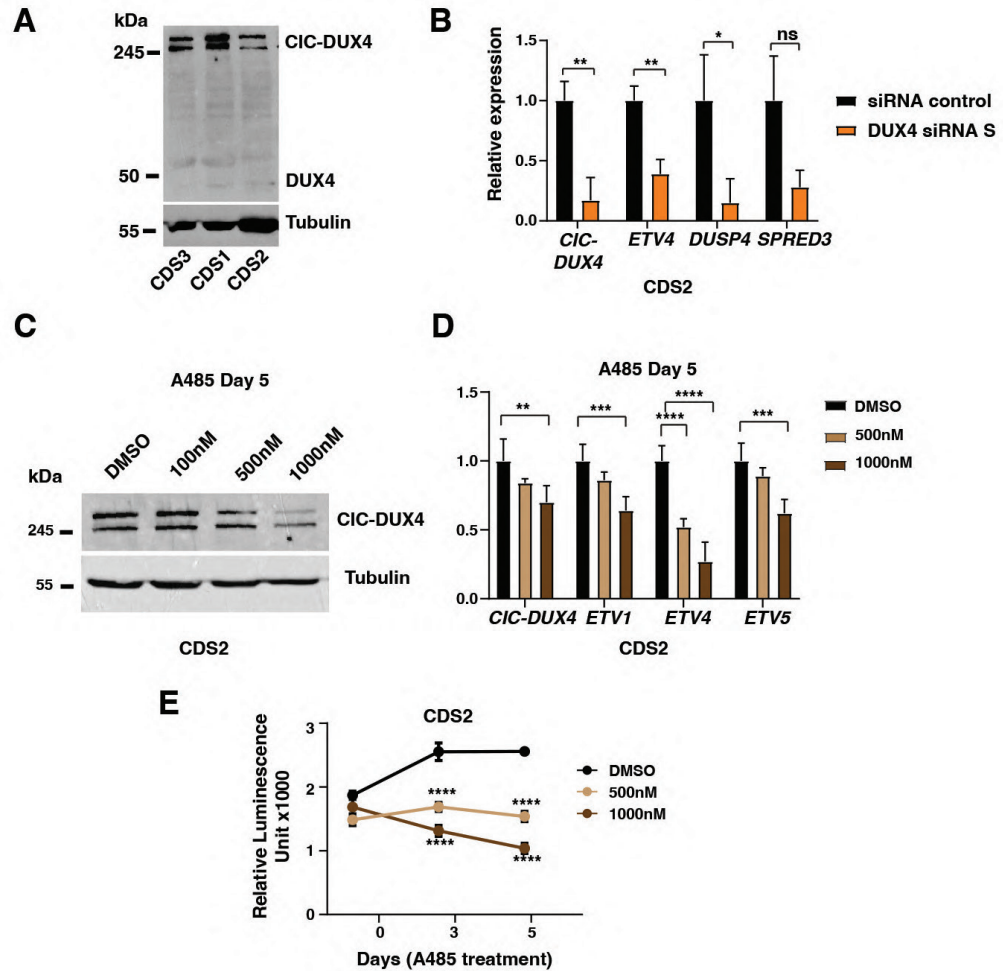 A
kDa
245
50
55
CIC-DUX4
DUX4
Tubulin
CDS3
CDS1
CDS2
B
Relative expression
1.5
1.0
0.5
0.0
**
**
*
ns
CIC-
DUX4
ETV4
DUSP4
SPRED3
CDS2
siRNA control
DUX4 siRNA S
C
A485 Day 5
DMSO
100nM
500nM
1000nM
kDa
245
55
CIC-DUX4
Tubulin
CDS2
D
A485 Day 5
1.5
1.0
0.5
0.0
**
***
****
****
***
CIC-DUX4
ETV1
ETV4
ETV5
CDS2
DMSO
500nM
1000nM
E
CDS2
Relative Luminescence
Unit x1000
3
2
1
0
****
****
****
****
0
3
5
Days (A485 treatment)
DMSO
500nM
1000nM